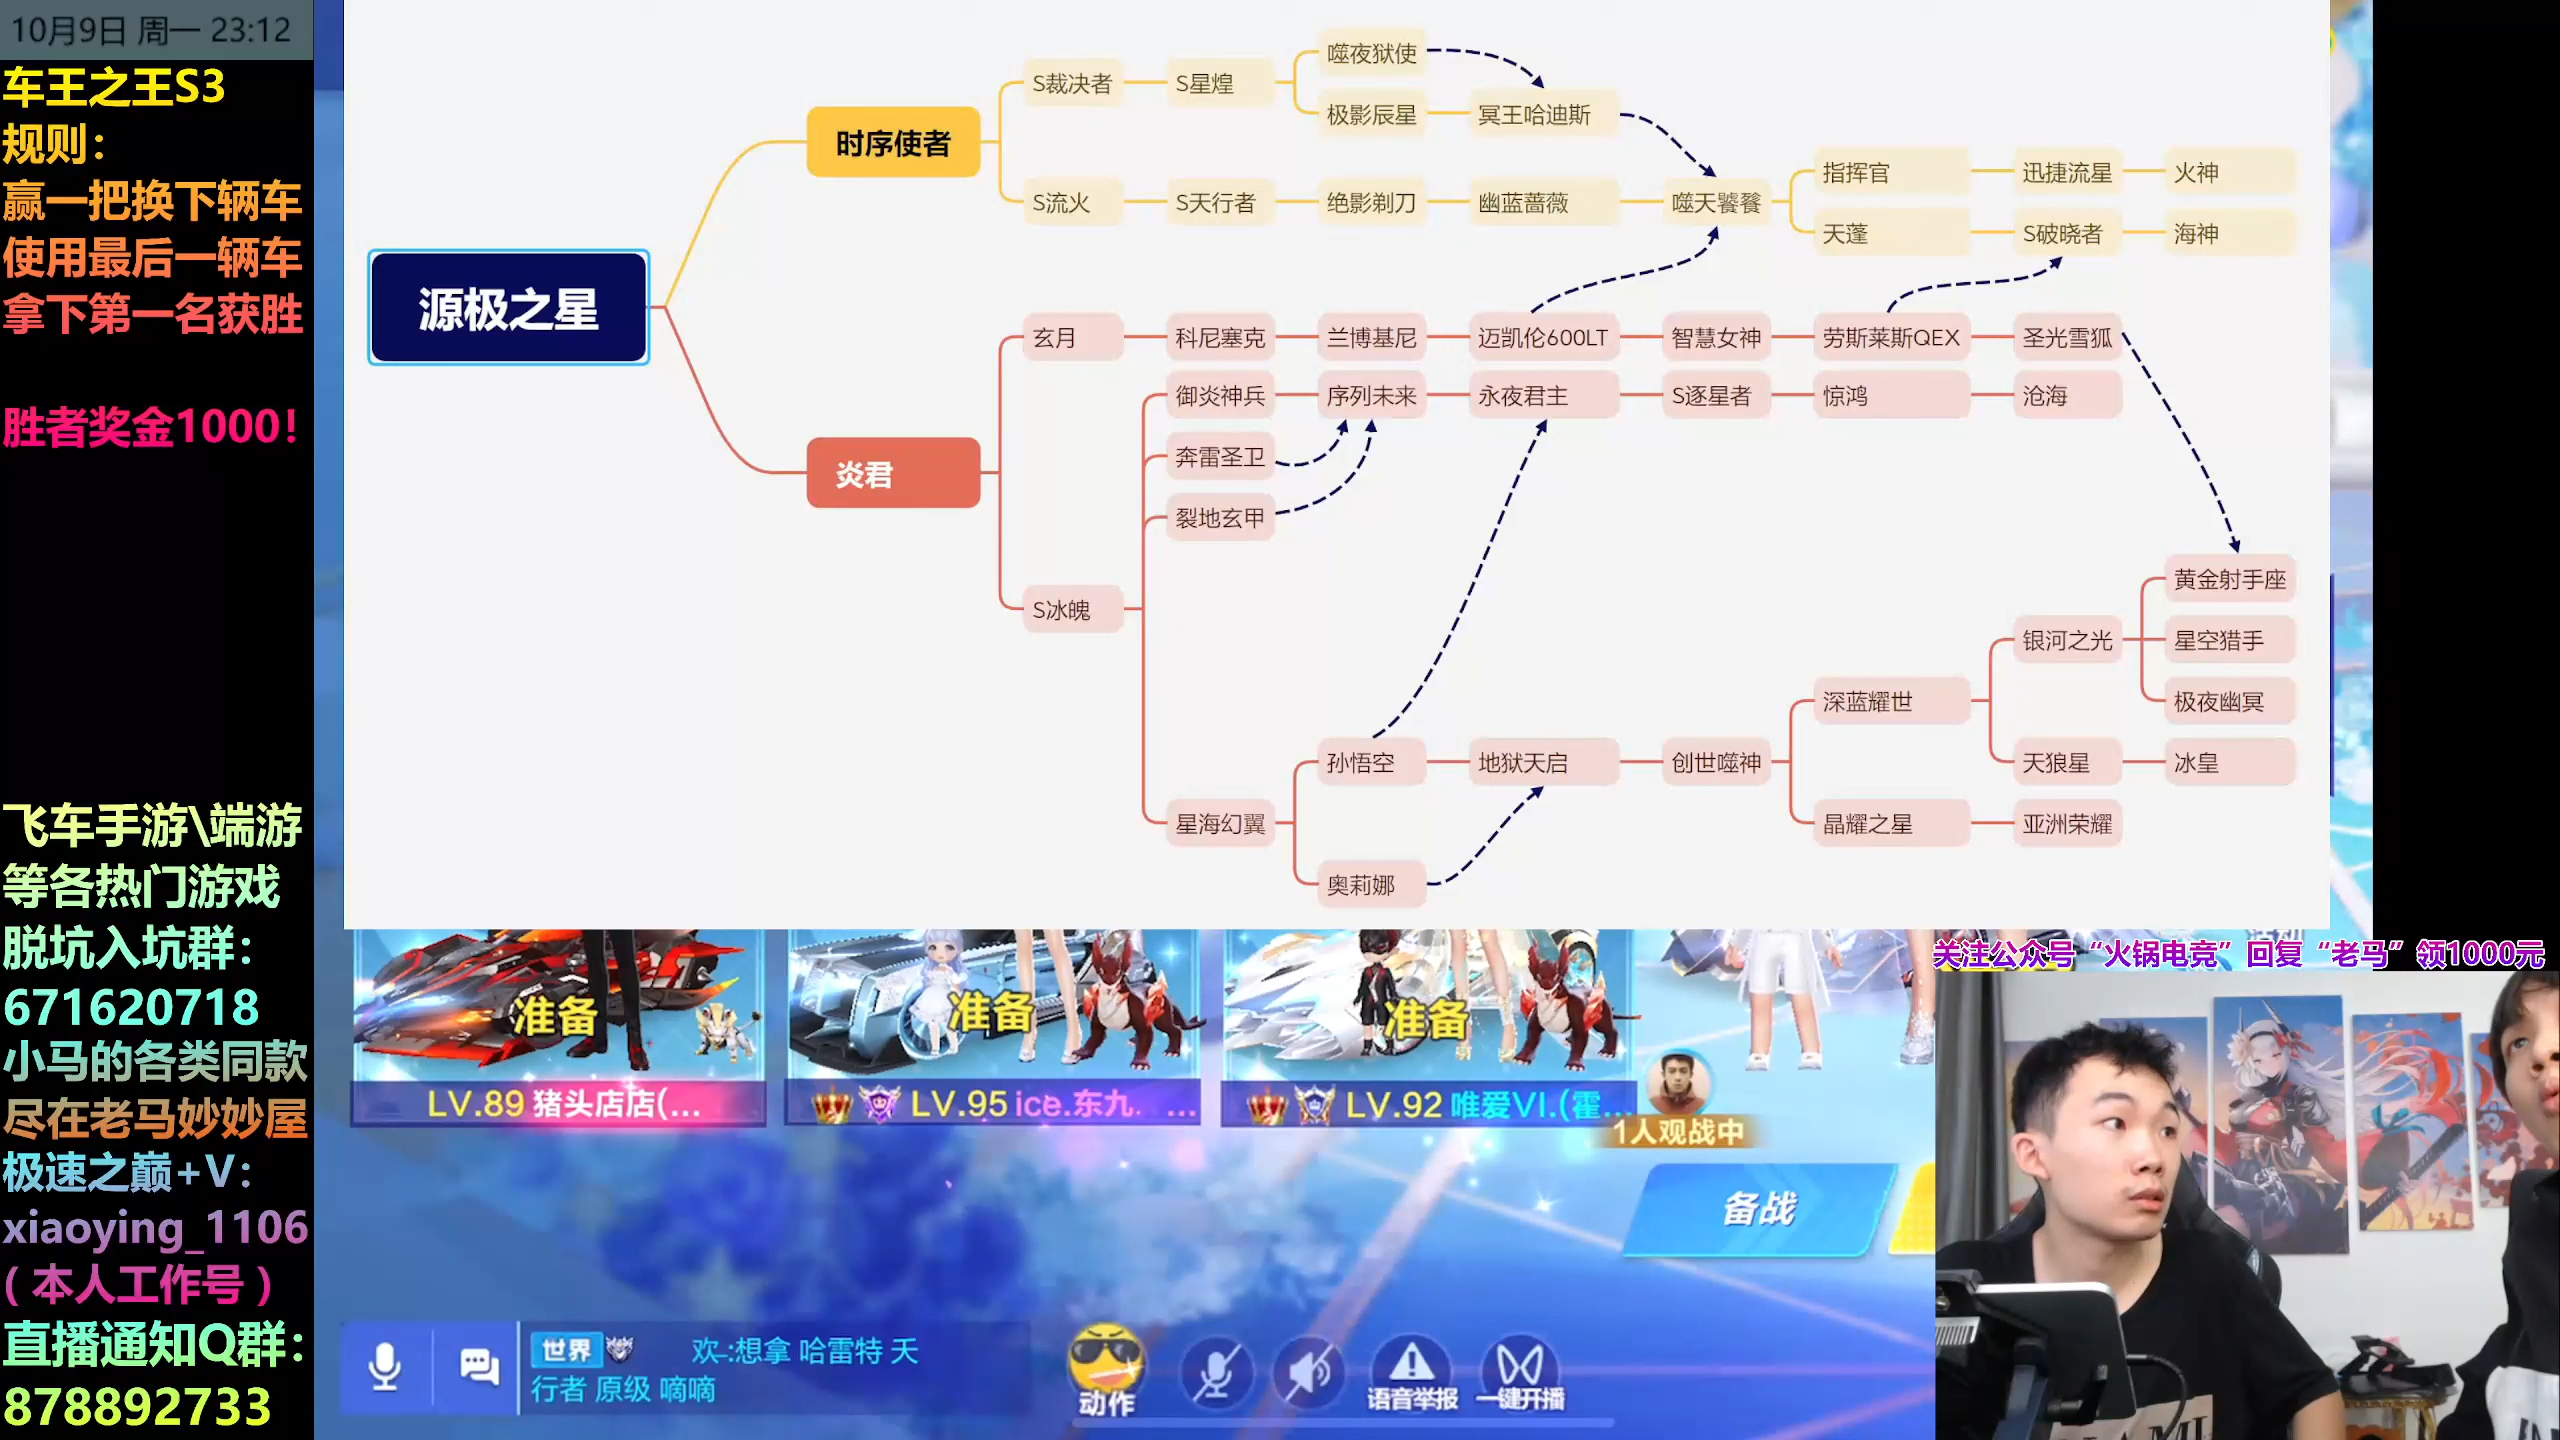 10月9日 周一 23:12
车王之王S3
规则：
赢一把换下辆车
使用最后一辆车
拿下第一名获胜
胜者奖金1000！
飞车手游\端游
等各热门游戏
脱坑入坑群：
671620718
小马的各类同款
尽在老马妙妙屋
极速之巅+V：
xiaoying_1106
（本人工作号）
直播通知Q群：
878892733
源极之星
时序使者
S裁决者
S星煌
噬夜狱使
极影辰星
冥王哈迪斯
S流火
S天行者
绝影剃刀
幽蓝蔷薇
噬天饕餮
指挥官
迅捷流星
火神
天蓬
S破晓者
海神
炎君
玄月
科尼塞克
兰博基尼
迈凯伦600LT
智慧女神
劳斯莱斯QEX
圣光雪狐
御炎神兵
序列未来
永夜君主
S逐星者
惊鸿
沧海
奔雷圣卫
裂地玄甲
S冰魄
星海幻翼
孙悟空
地狱天启
创世噬神
深蓝耀世
银河之光
黄金射手座
星空猎手
极夜幽冥
天狼星
冰皇
晶耀之星
亚洲荣耀
奥莉娜
关注公众号“火锅电竞”回复“老马”领1000元
准备
准备
准备
LV.89 猪头店店(...
LV.95 ice.东九. ...
LV.92 唯爱VI.(霍...
1人观战中
备战
世界 欢-:想拿 哈雷特 天
行者 原级 嘀嘀
动作
语音举报
一键开播